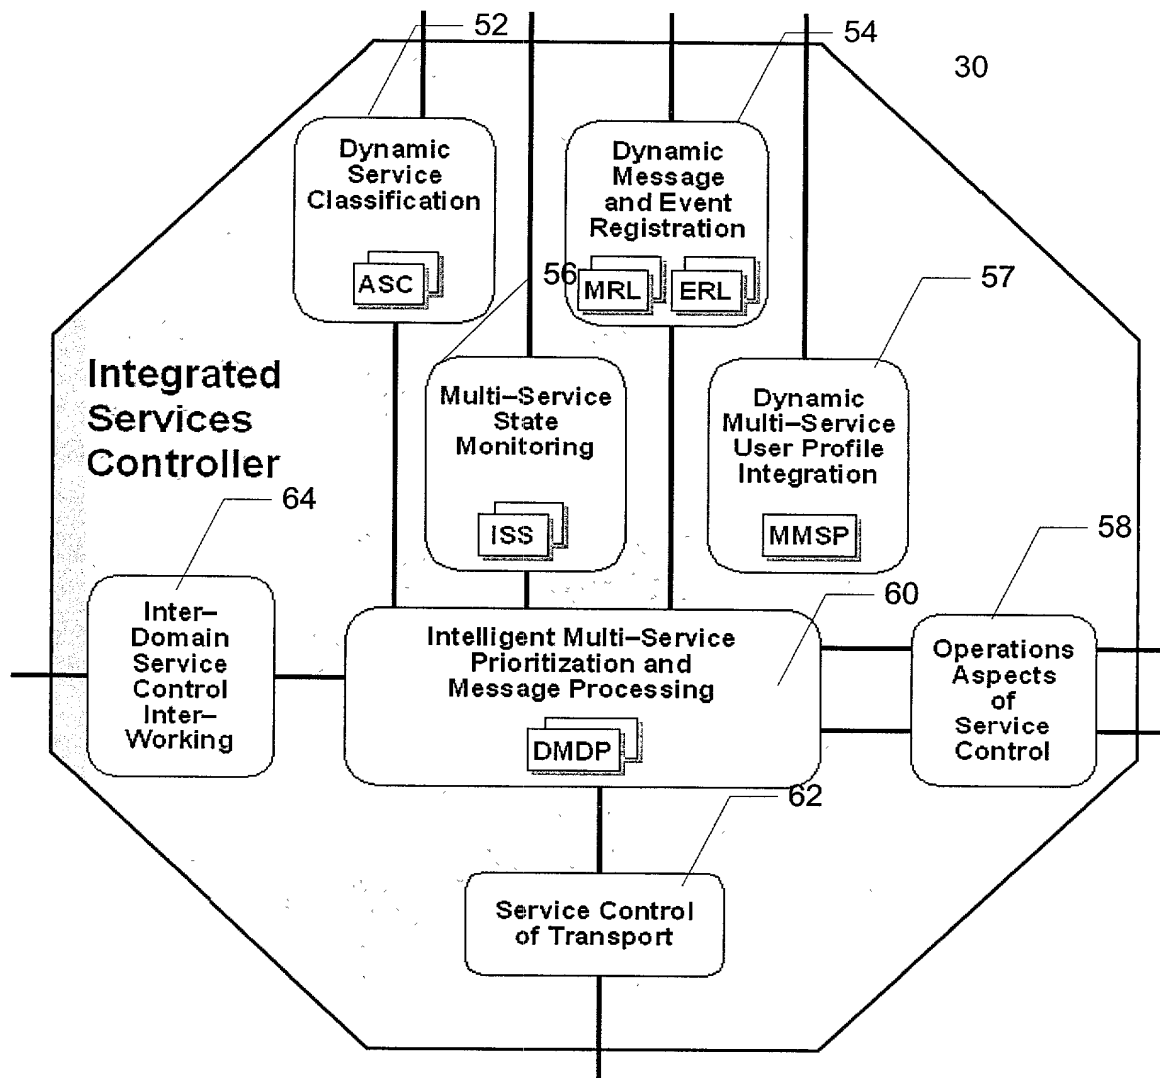 52
54
30
Dynamic
Service
Classification
ASC
Dynamic
Message
and Event
Registration
MRL
ERL
56
57
Integrated
Services
Controller
Multi–Service
State
Monitoring
ISS
Dynamic
Multi–Service
User Profile
Integration
MMSP
64
58
60
Inter–
Domain
Service
Control
Inter–
Working
Intelligent Multi–Service
Prioritization and
Message Processing
DMDP
Operations
Aspects
of
Service
Control
62
Service Control
of Transport